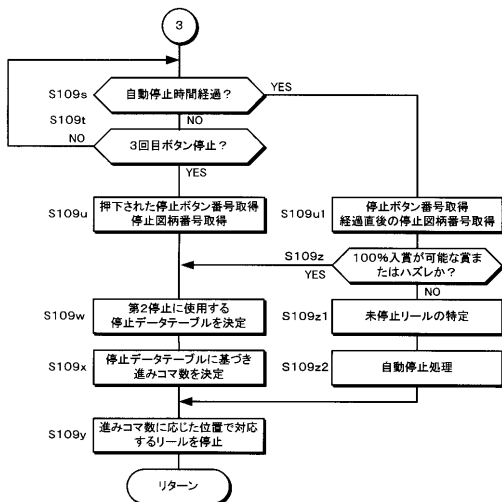 3
S109s
自動停止時間経過?
YES
S109t
NO
NO
3回目ボタン停止?
YES
S109u
押下された停止ボタン番号取得
停止図柄番号取得
S109u1
停止ボタン番号取得
経過直後の停止図柄番号取得
S109z
YES
100%入賞が可能な賞ま
たはハズレか?
NO
S109w
第2停止に使用する
停止データテーブルを決定
S109z1
未停止リールの特定
S109x
停止データテーブルに基づき
進みコマ数を決定
S109z2
自動停止処理
S109y
進みコマ数に応じた位置で対応
するリールを停止
リターン